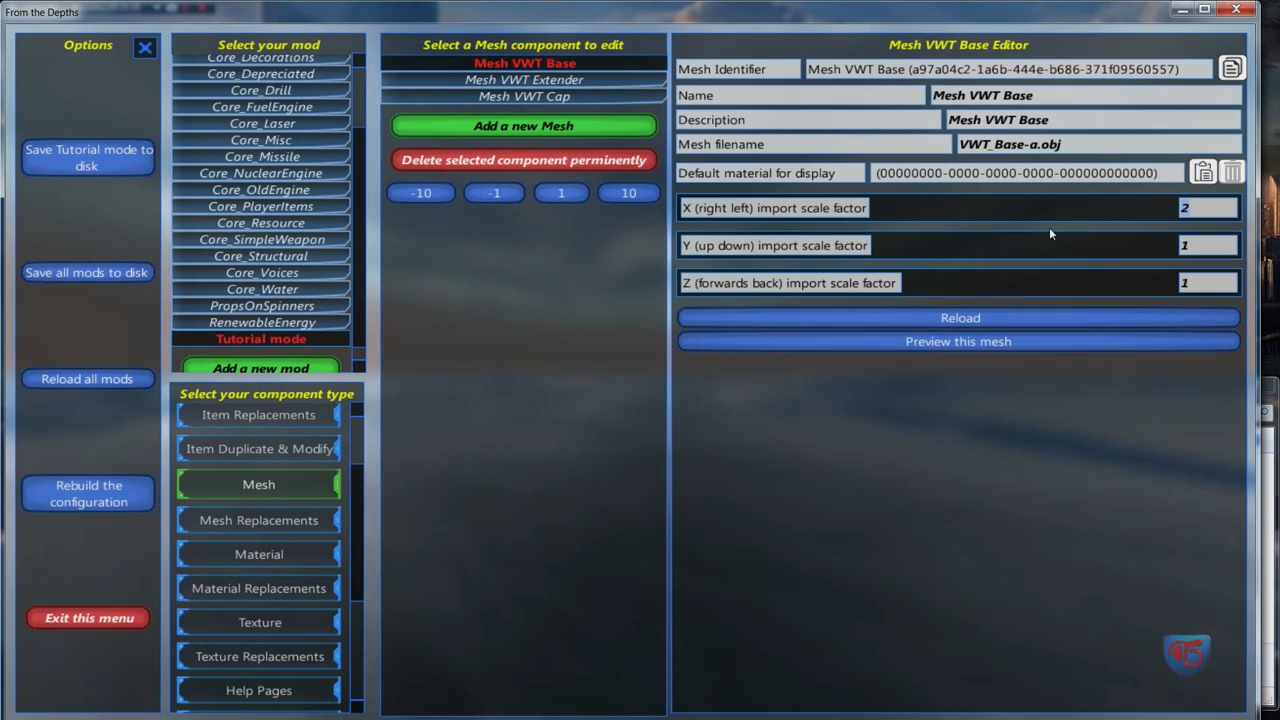 From the Depths
Options
Save Tutorial mode to
disk
Save all mods to disk
Reload all mods
Rebuild the
configuration
Exit this menu
Select your mod
Core_Decorations
Core_Depreciated
Core_Drill
Core_FuelEngine
Core_Laser
Core_Misc
Core_Missile
Core_NuclearEngine
Core_OldEngine
Core_PlayerItems
Core_Resource
Core_SimpleWeapon
Core_Structural
Core_Voices
Core_Water
PropsOnSpinners
RenewableEnergy
Tutorial mode
Add a new mod
Select your component type
Item Replacements
Item Duplicate & Modify
Mesh
Mesh Replacements
Material
Material Replacements
Texture
Texture Replacements
Help Pages
Select a Mesh component to edit
Mesh VWT Base
Mesh VWT Extender
Mesh VWT Cap
Add a new Mesh
Delete selected component perminently
-10 -1 1 10
Mesh VWT Base Editor
Mesh Identifier Mesh VWT Base (a97a04c2-1a6b-444e-b686-371f09560557)
Name Mesh VWT Base
Description Mesh VWT Base
Mesh filename VWT_Base-a.obj
Default material for display (00000000-0000-0000-0000-000000000000)
X (right left) import scale factor 2
Y (up down) import scale factor 1
Z (forwards back) import scale factor 1
Reload
Preview this mesh